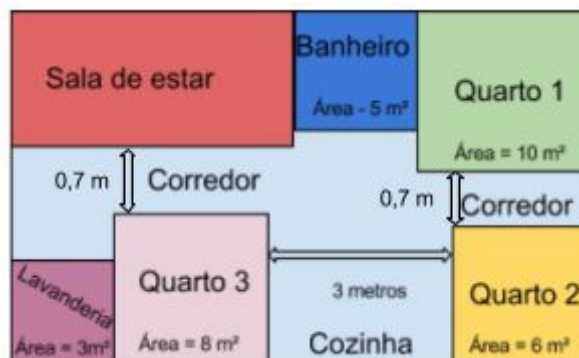 Sala de estar
Banheiro
Área - 5 m²
Quarto 1
Área = 10 m²
0,7 m
Corredor
0,7 m
Corredor
Lavanderia
Área = 3m²
Quarto 3
Área = 8 m²
3 metros
Cozinha
Quarto 2
Área = 6 m²